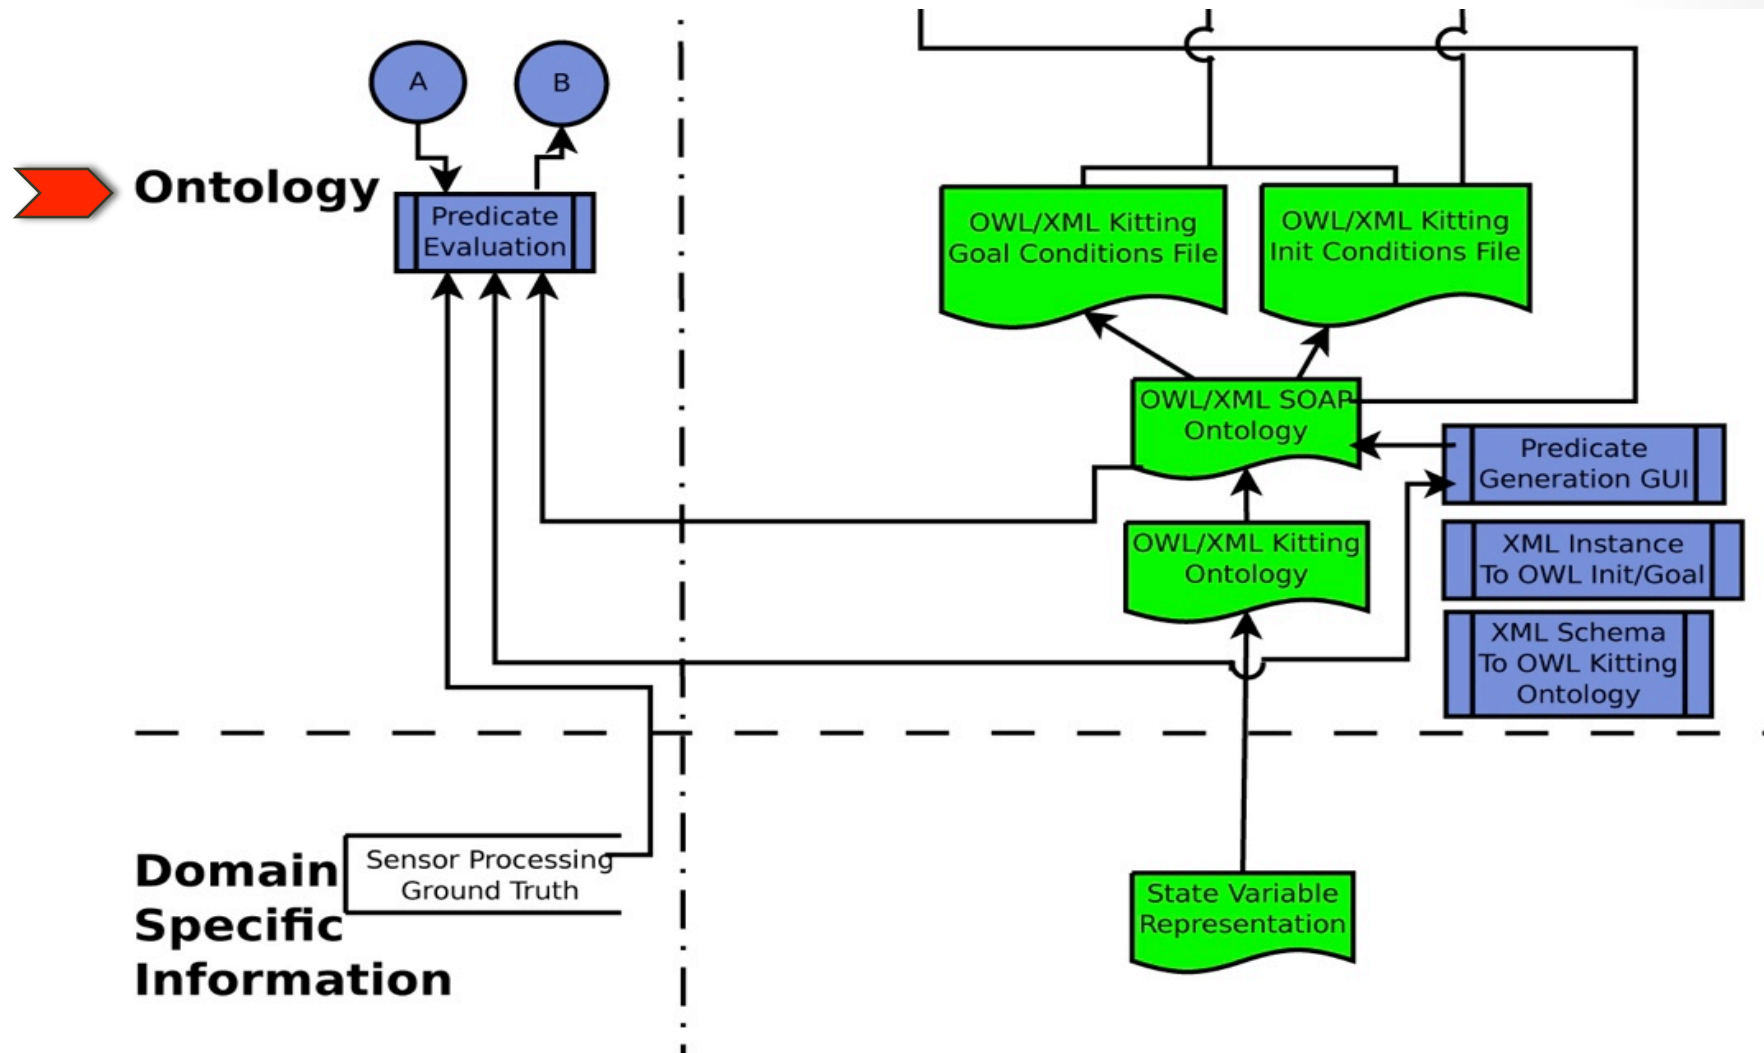 A
B
Ontology
Predicate
Evaluation
OWL/XML Kitting
Goal Conditions File
OWL/XML Kitting
Init Conditions File
OWL/XML SOAP
Ontology
Predicate
Generation GUI
OWL/XML Kitting
Ontology
XML Instance
To OWL Init/Goal
XML Schema
To OWL Kitting
Ontology
Domain
Specific
Information
Sensor Processing
Ground Truth
State Variable
Representation